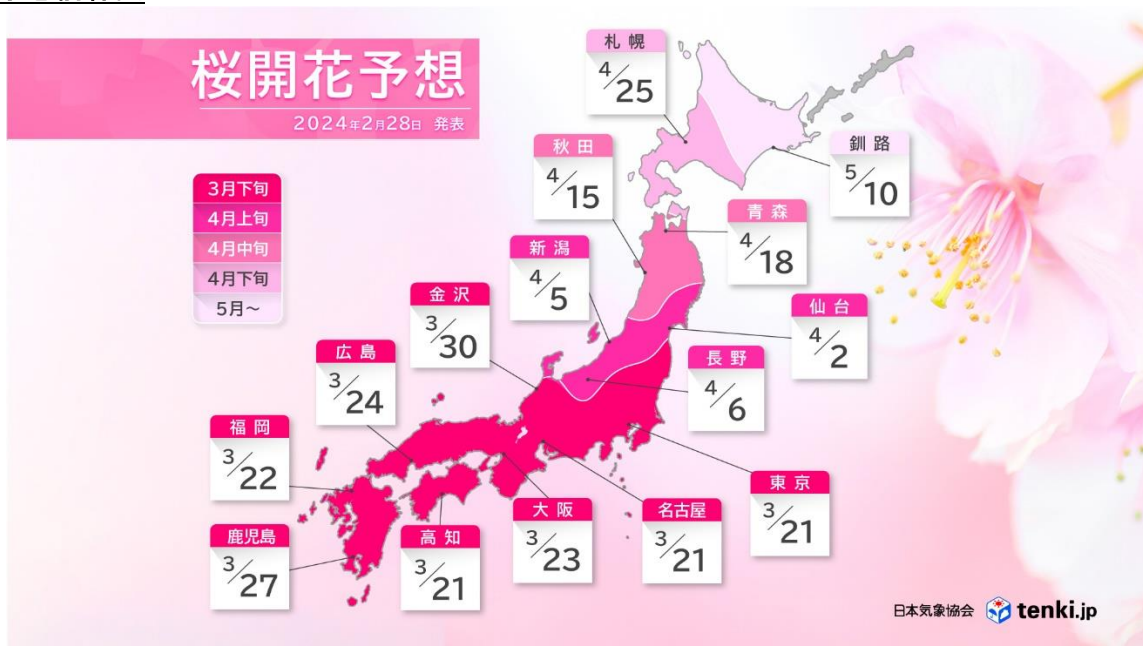 桜開花予想
2024年2月28日 発表
3月下旬
4月上旬
4月中旬
4月下旬
5月～
札幌
4/25
釧路
5/10
秋田
4/15
青森
4/18
新潟
4/5
仙台
4/2
金沢
3/30
長野
4/6
広島
3/24
福岡
3/22
東京
3/21
大阪
3/23
名古屋
3/21
鹿児島
3/27
高知
3/21
日本気象協会 tenki.jp